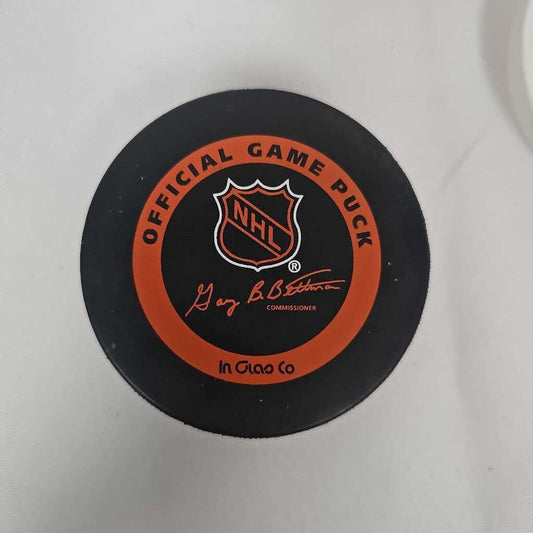 OFFICIAL GAME PUCK
NHL
®
Gary B. Bettman
COMMISSIONER
In Glas Co